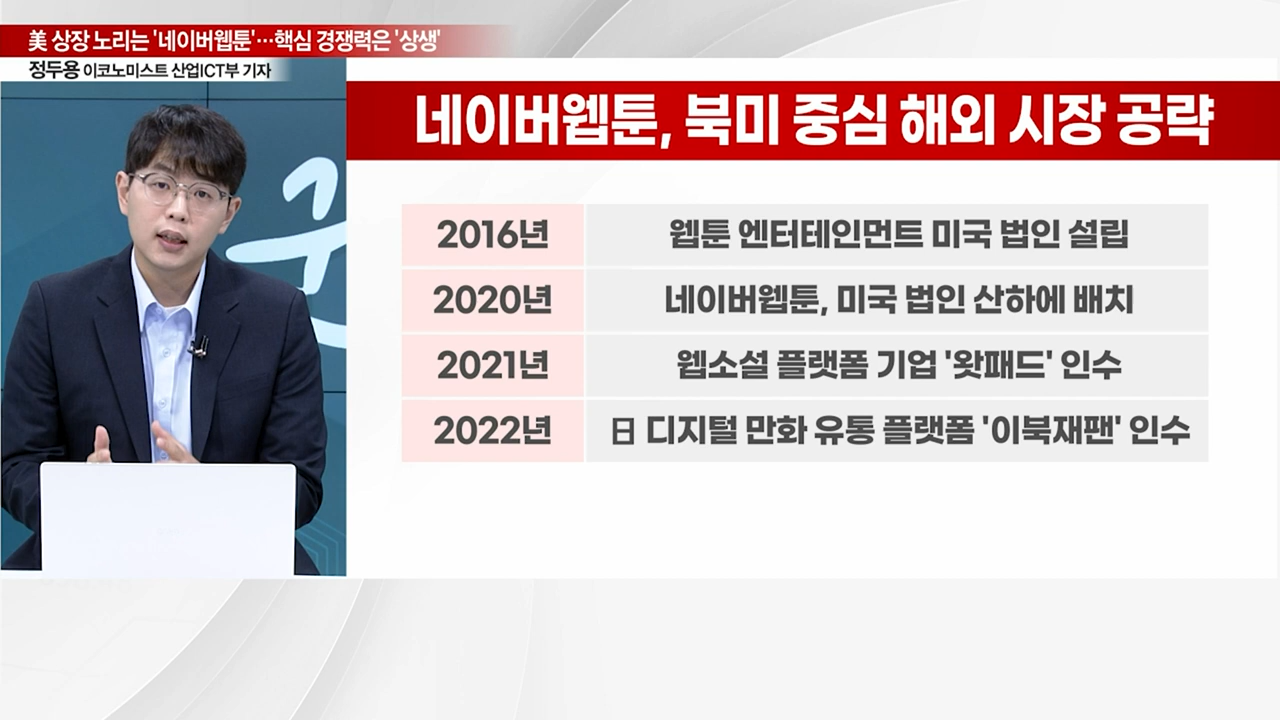 美 상장 노리는 '네이버웹툰'…핵심 경쟁력은 '상생'
정두용 이코노미스트 산업ICT부 기자
네이버웹툰, 북미 중심 해외 시장 공략
2016년 웹툰 엔터테인먼트 미국 법인 설립
2020년 네이버웹툰, 미국 법인 산하에 배치
2021년 웹소설 플랫폼 기업 '왓패드' 인수
2022년 日 디지털 만화 유통 플랫폼 '이북재팬' 인수